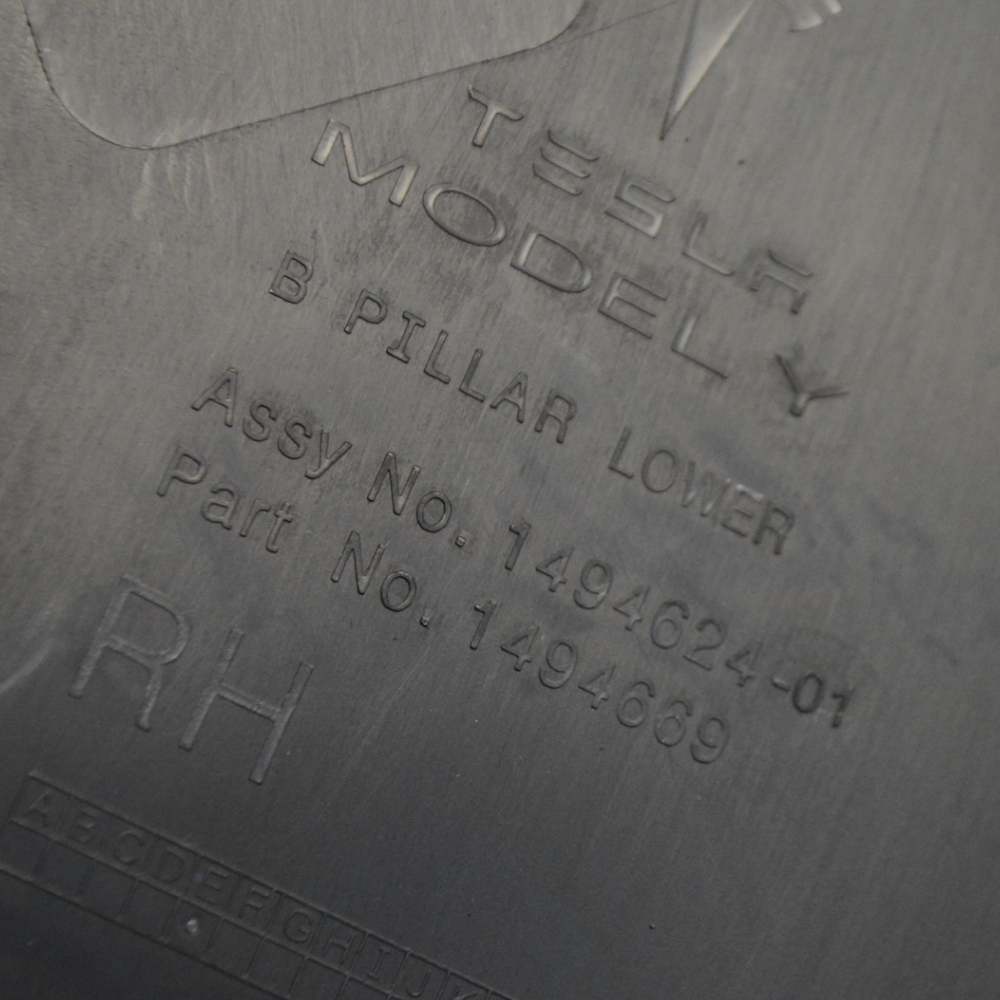 TESLA
MODEL Y
B PILLAR LOWER
Assy No. 1494624-01
Part No. 1494669
RH
A B C D E F G H I J K